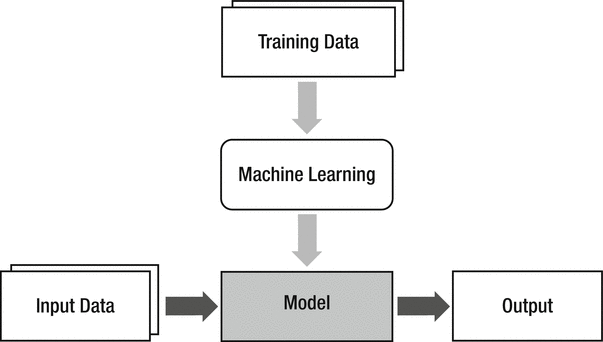 Training Data
Machine Learning
Input Data
Model
Output